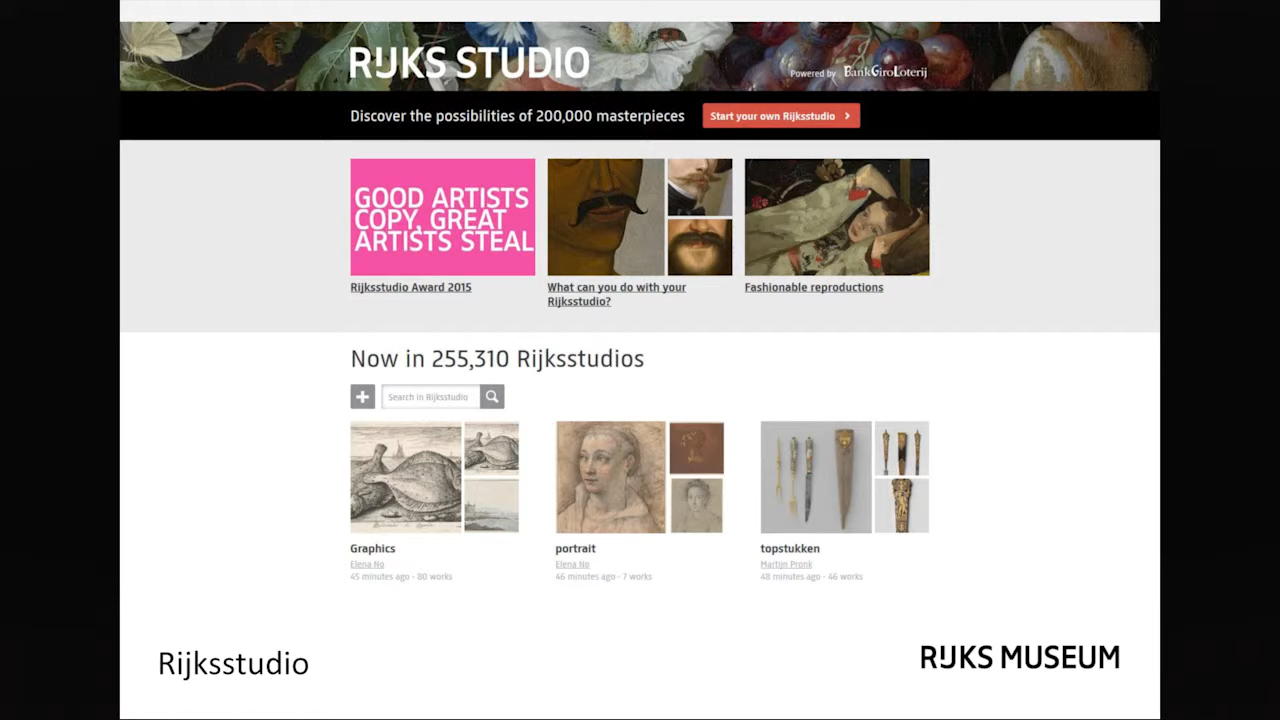 RIJKS STUDIO
Powered by BankGiroLoterij
Discover the possibilities of 200,000 masterpieces
Start your own Rijksstudio
GOOD ARTISTS
COPY, GREAT
ARTISTS STEAL
Rijksstudio Award 2015
What can you do with your
Rijksstudio?
Fashionable reproductions
Now in 255,310 Rijksstudios
Search in Rijksstudio
Graphics
Elena No
45 minutes ago - 80 works
portrait
Elena No
46 minutes ago - 7 works
topstukken
Martijn Pronk
48 minutes ago - 46 works
Rijksstudio
RIJKS MUSEUM